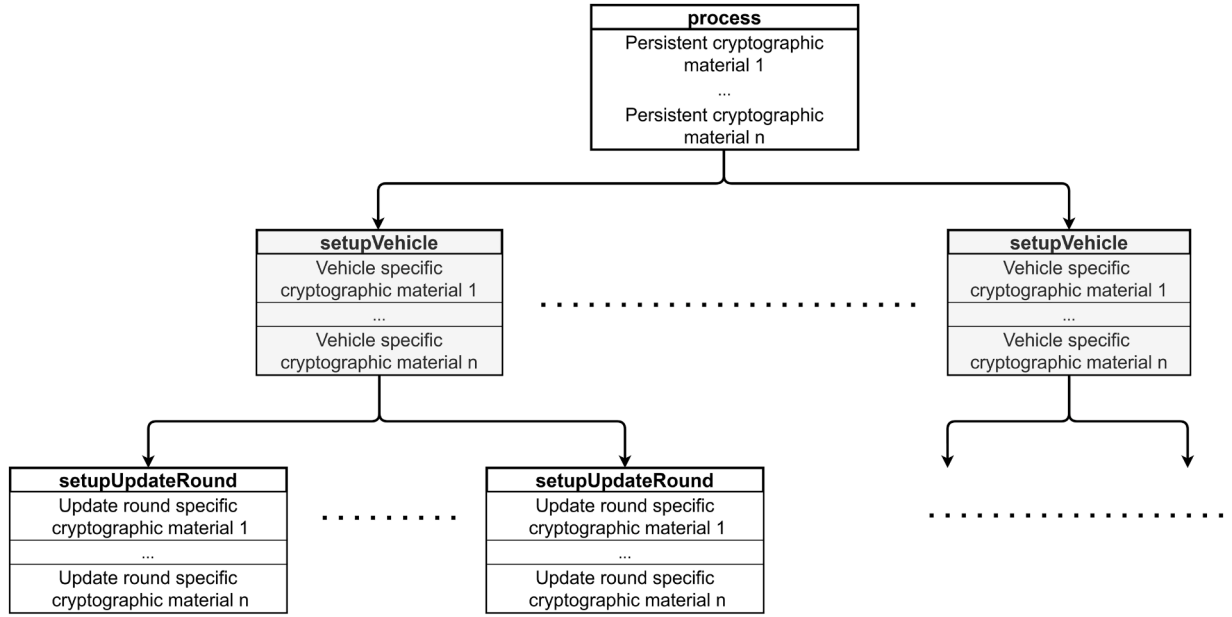 process
Persistent cryptographic
material 1
...
Persistent cryptographic
material n
setupVehicle
Vehicle specific
cryptographic material 1
...
Vehicle specific
cryptographic material n
setupVehicle
Vehicle specific
cryptographic material 1
...
Vehicle specific
cryptographic material n
setupUpdateRound
Update round specific
cryptographic material 1
...
Update round specific
cryptographic material n
setupUpdateRound
Update round specific
cryptographic material 1
...
Update round specific
cryptographic material n